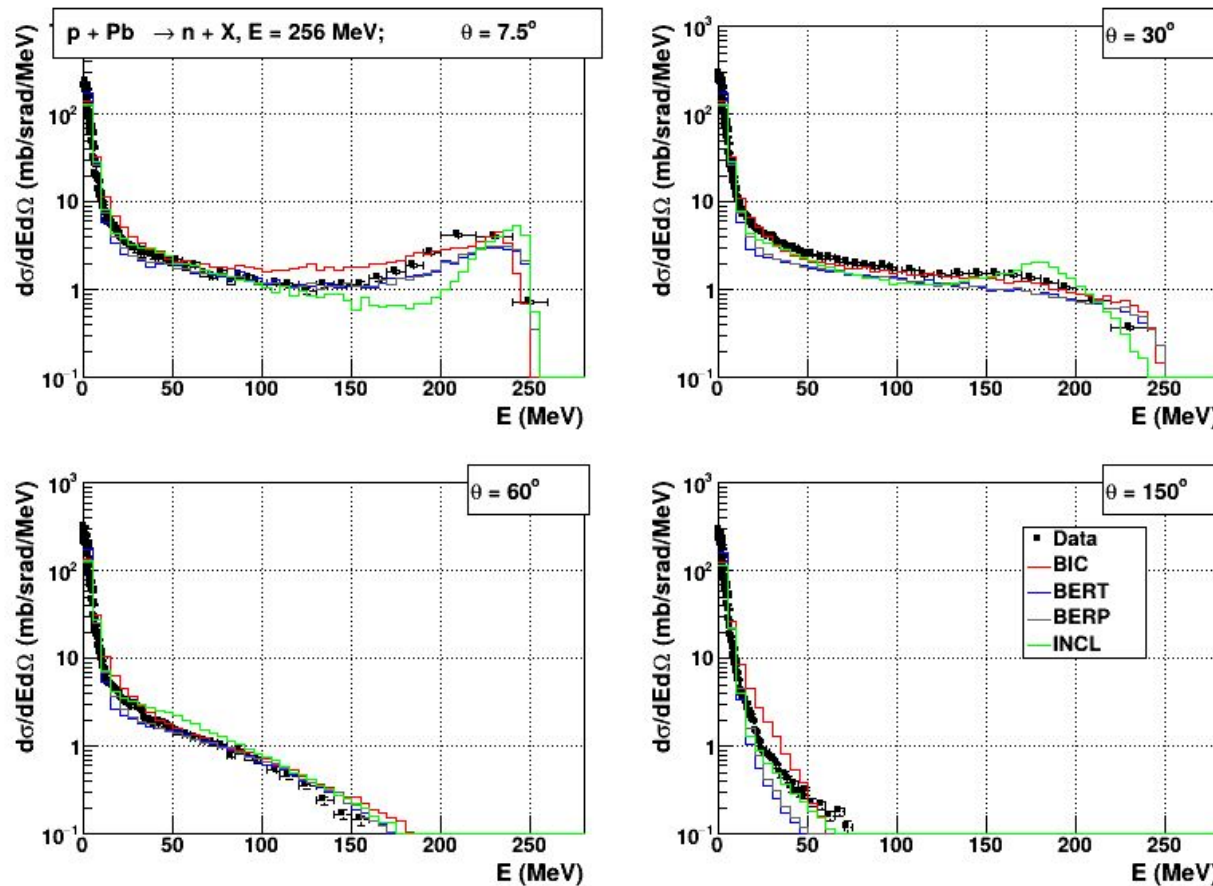 p + Pb → n + X, E = 256 MeV; θ = 7.5°
dσ/dEdΩ (mb/srad/MeV)
10²
10
1
10⁻¹
0 50 100 150 200 250
E (MeV)
θ = 30°
dσ/dEdΩ (mb/srad/MeV)
10³
10²
10
1
10⁻¹
0 50 100 150 200 250
E (MeV)
θ = 60°
dσ/dEdΩ (mb/srad/MeV)
10³
10²
10
1
10⁻¹
0 50 100 150 200 250
E (MeV)
θ = 150°
dσ/dEdΩ (mb/srad/MeV)
10³
10²
10
1
10⁻¹
0 50 100 150 200 250
E (MeV)
Data
BIC
BERT
BERP
INCL